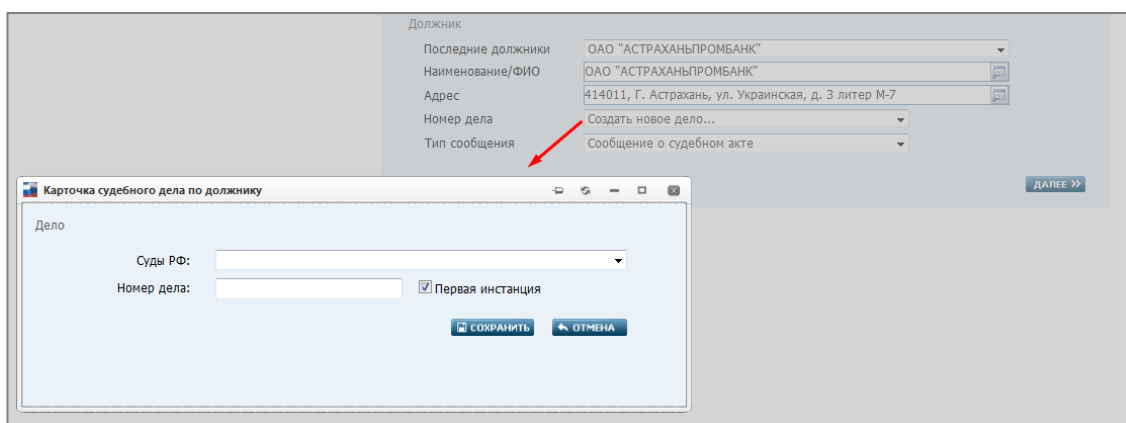 Должник
Последние должники ОАО "АСТРАХАНЬПРОМБАНК"
Наименование/ФИО ОАО "АСТРАХАНЬПРОМБАНК"
Адрес 414011, Г. Астрахань, ул. Украинская, д. 3 литер М-7
Номер дела Создать новое дело...
Тип сообщения Сообщение о судебном акте
ДАЛЕЕ
Карточка судебного дела по должнику
Дело
Суды РФ:
Номер дела: Первая инстанция
СОХРАНИТЬ ОТМЕНА